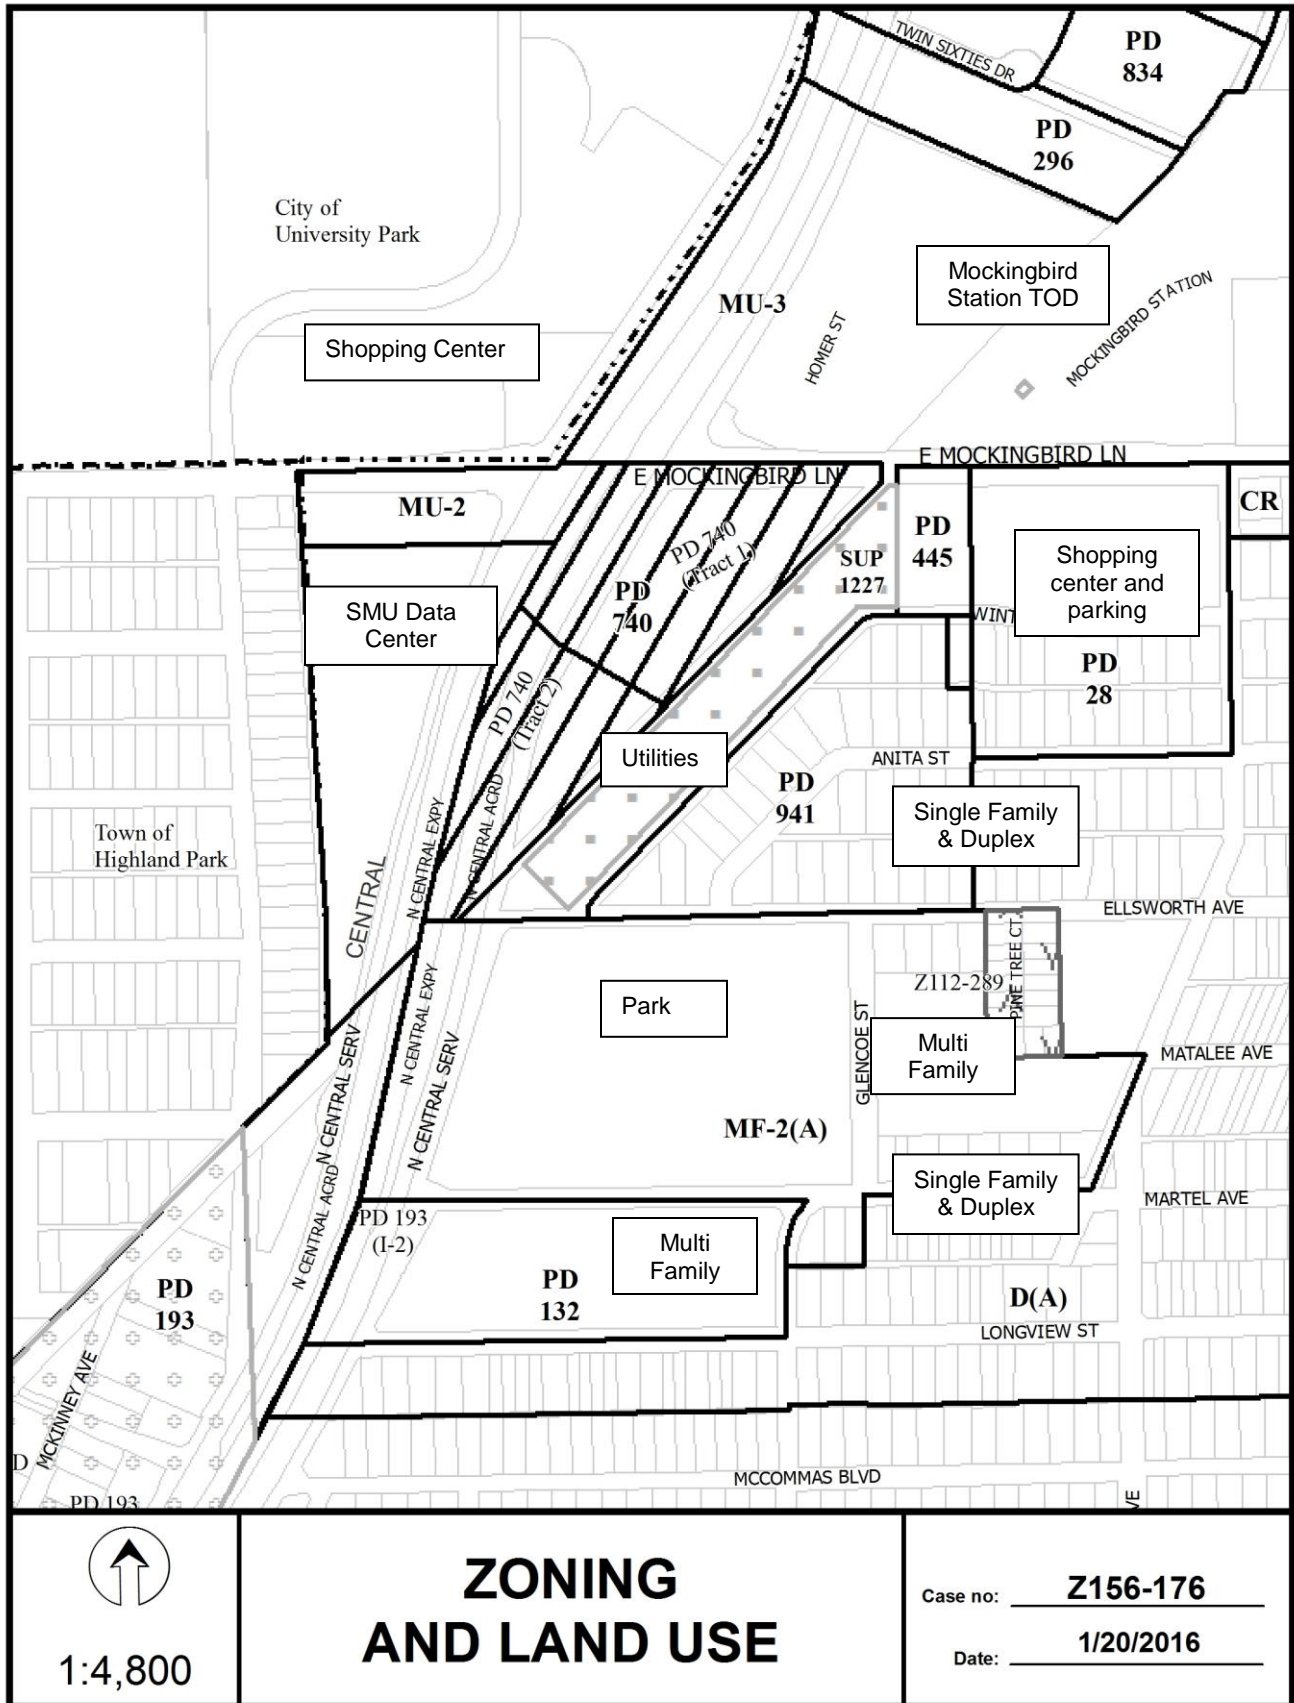 TWIN SIXTIES DR
PD
834
PD
296
City of
University Park
Mockingbird
Station TOD
MU-3
MOCKINGBIRD STATION
HOMER ST
Shopping Center
E MOCKINGBIRD LN
E MOCKINGBIRD LN
MU-2
CR
PD
445
PD 740
(Tract 1)
SUP
1227
Shopping
center and
parking
PD
740
SMU Data
Center
WINT
PD
28
PD 740
(Tract 2)
Utilities
ANITA ST
PD
941
Single Family
& Duplex
Town of
Highland Park
N CENTRAL EXPY
N CENTRAL ACRD
CENTRAL
ELLSWORTH AVE
PINE TREE CT
Z112-289
Park
GLENCOE ST
Multi
Family
MATALEE AVE
N CENTRAL EXPY
N CENTRAL SERV
N CENTRAL SERV
MF-2(A)
Single Family
& Duplex
MARTEL AVE
N CENTRAL ACRD
PD 193
(I-2)
Multi
Family
PD
132
PD
193
D(A)
LONGVIEW ST
MCKINNEY AVE
D
MCCOMMAS BLVD
PD 193
VE
1:4,800
ZONING
AND LAND USE
Case no: Z156-176
Date: 1/20/2016